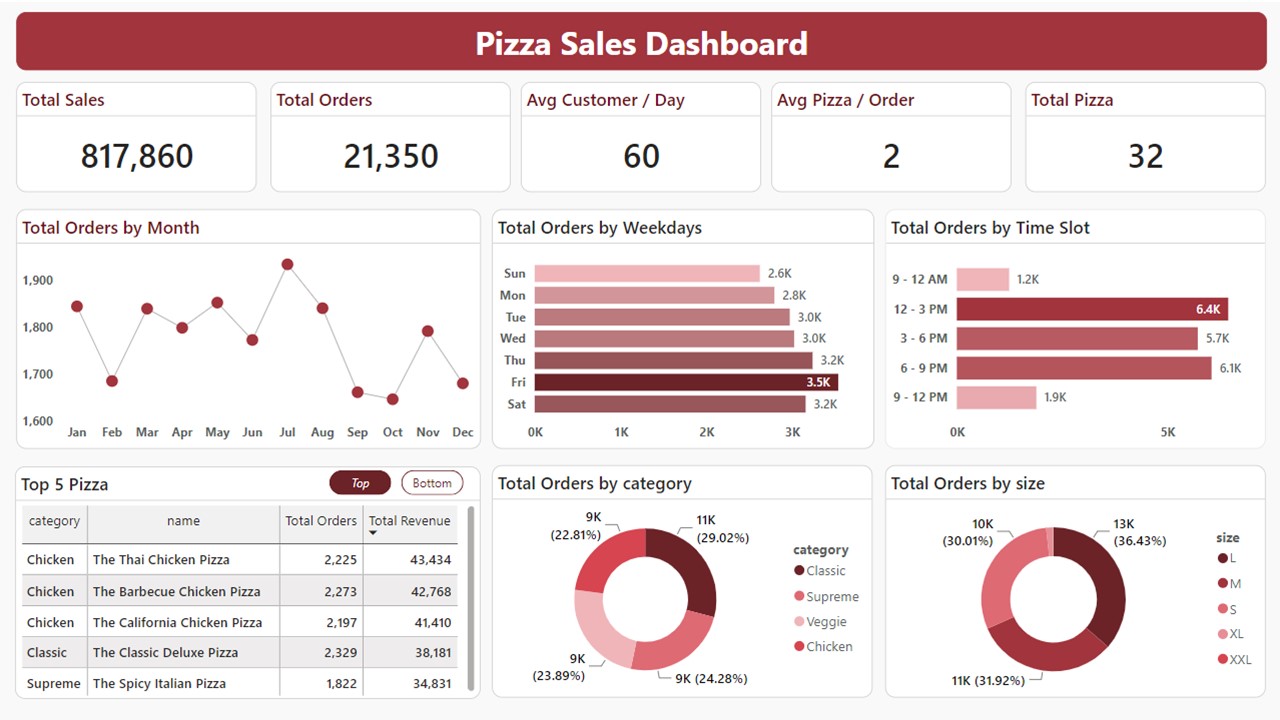 Pizza Sales Dashboard
Total Sales
817,860
Total Orders
21,350
Avg Customer / Day
60
Avg Pizza / Order
2
Total Pizza
32
Total Orders by Month
1,900
1,800
1,700
1,600
Jan Feb Mar Apr May Jun Jul Aug Sep Oct Nov Dec
Total Orders by Weekdays
Sun 2.6K
Mon 2.8K
Tue 3.0K
Wed 3.0K
Thu 3.2K
Fri 3.5K
Sat 3.2K
0K 1K 2K 3K
Total Orders by Time Slot
9 - 12 AM 1.2K
12 - 3 PM 6.4K
3 - 6 PM 5.7K
6 - 9 PM 6.1K
9 - 12 PM 1.9K
0K 5K
Top 5 Pizza Top Bottom
category name Total Orders Total Revenue
Chicken The Thai Chicken Pizza 2,225 43,434
Chicken The Barbecue Chicken Pizza 2,273 42,768
Chicken The California Chicken Pizza 2,197 41,410
Classic The Classic Deluxe Pizza 2,329 38,181
Supreme The Spicy Italian Pizza 1,822 34,831
Total Orders by category
9K
(22.81%)
11K
(29.02%)
9K
(23.89%)
9K (24.28%)
category
Classic
Supreme
Veggie
Chicken
Total Orders by size
10K
(30.01%)
13K
(36.43%)
11K (31.92%)
size
L
M
S
XL
XXL